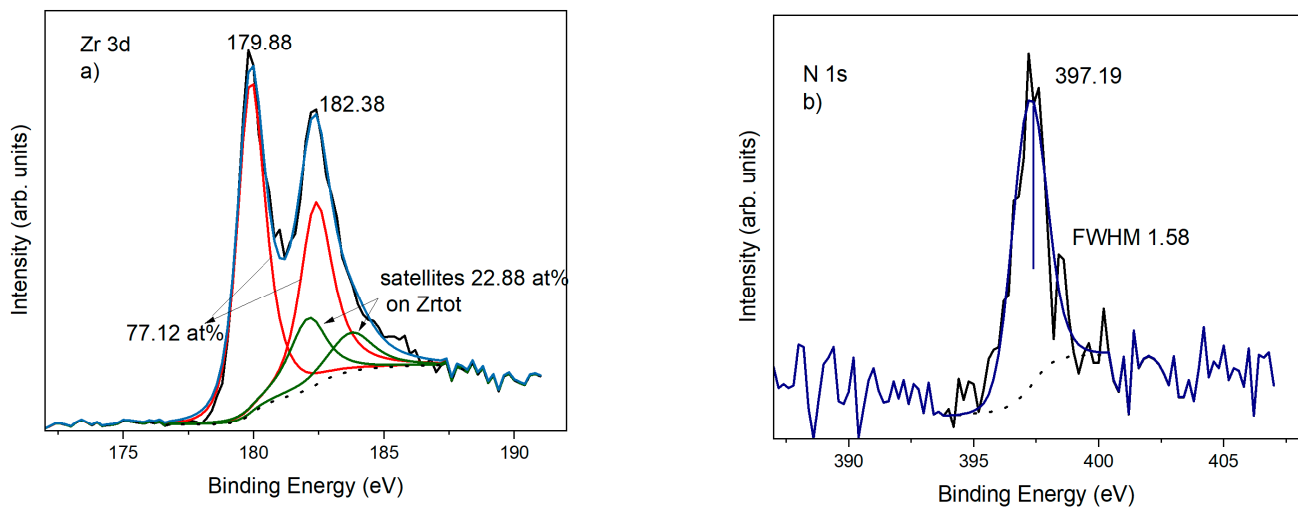 Zr 3d
a)
179.88
182.38
satellites 22.88 at%
on Zrtot
77.12 at%
Intensity (arb. units)
175
180
185
190
Binding Energy (eV)
N 1s
b)
397.19
FWHM 1.58
Intensity (arb. units)
390
395
400
405
Binding Energy (eV)